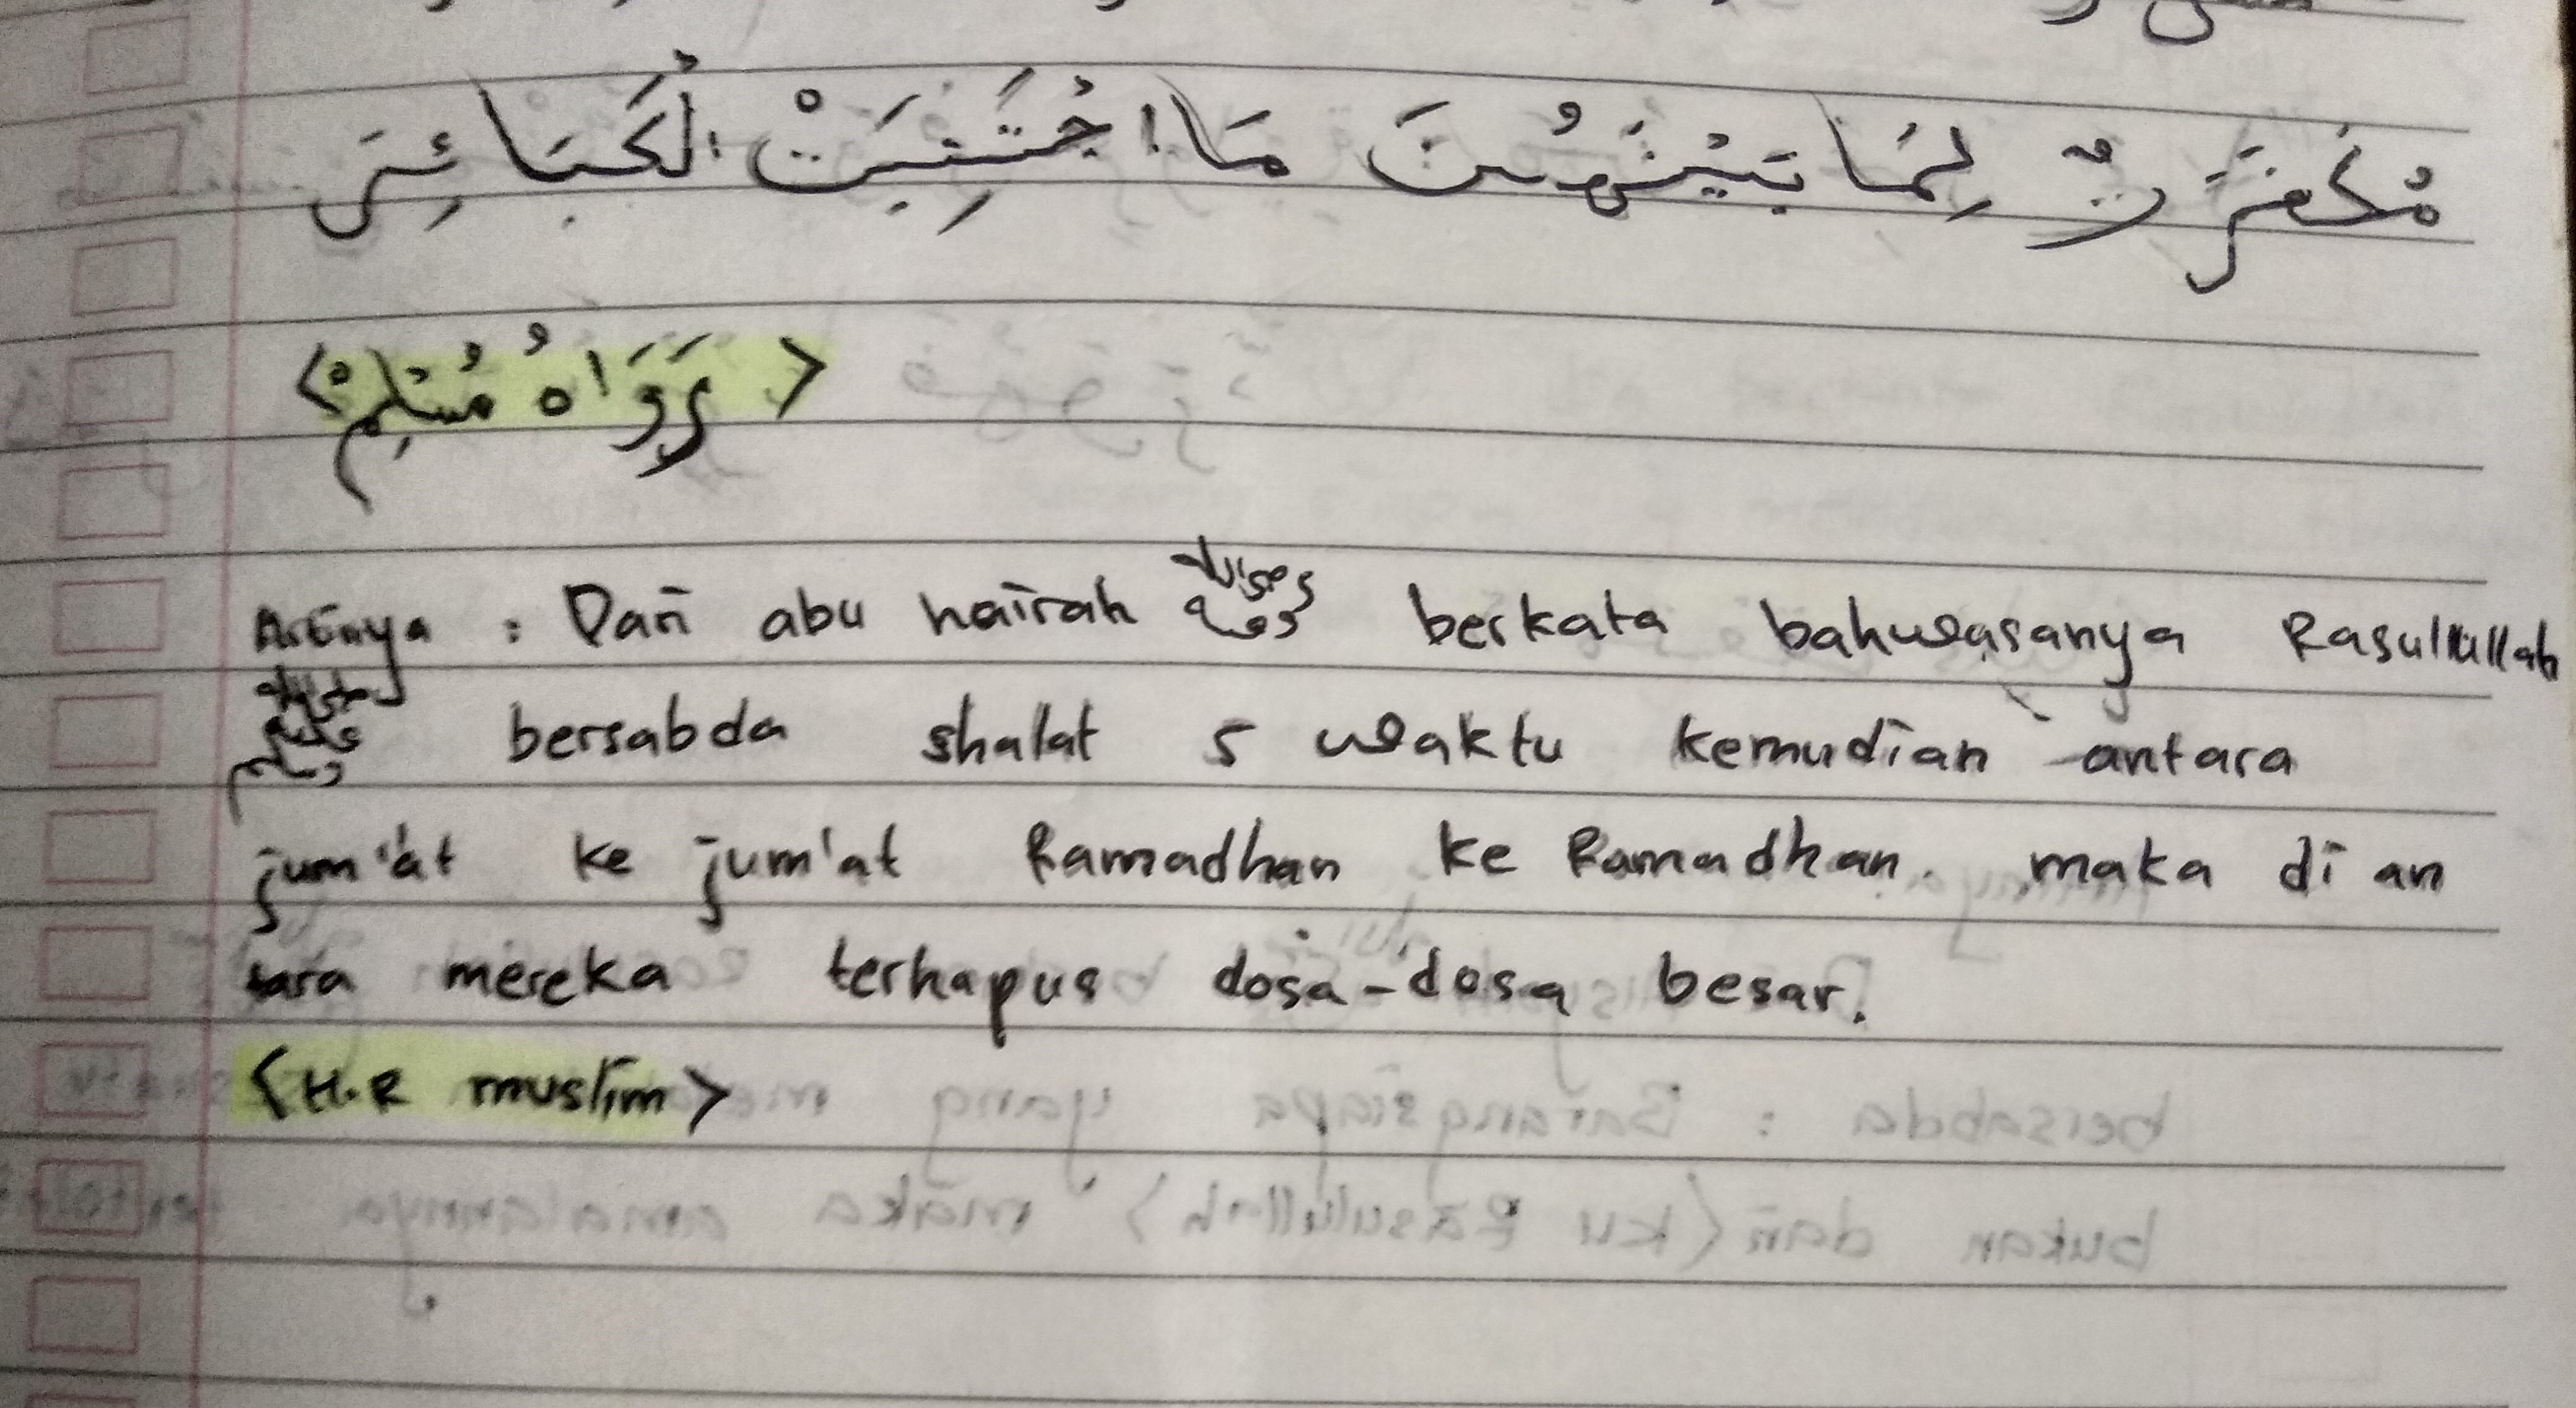 مُكَفِّرَاتٌ لِمَا بَيْنَهُنَّ مَا اجْتُنِبَتْ الْكَبَائِرَ
<رَوَاهُ مُسْلِمْ>
Artinya : Dari abu hairah رضي الله عنه berkata bahwasanya Rasulullah
صلى الله عليه وسلم bersabda shalat 5 waktu kemudian antara
jum'at ke jum'at Ramadhan ke Ramadhan. maka di an
tara mereka terhapus dosa-dosa besar.
<H.R muslim>